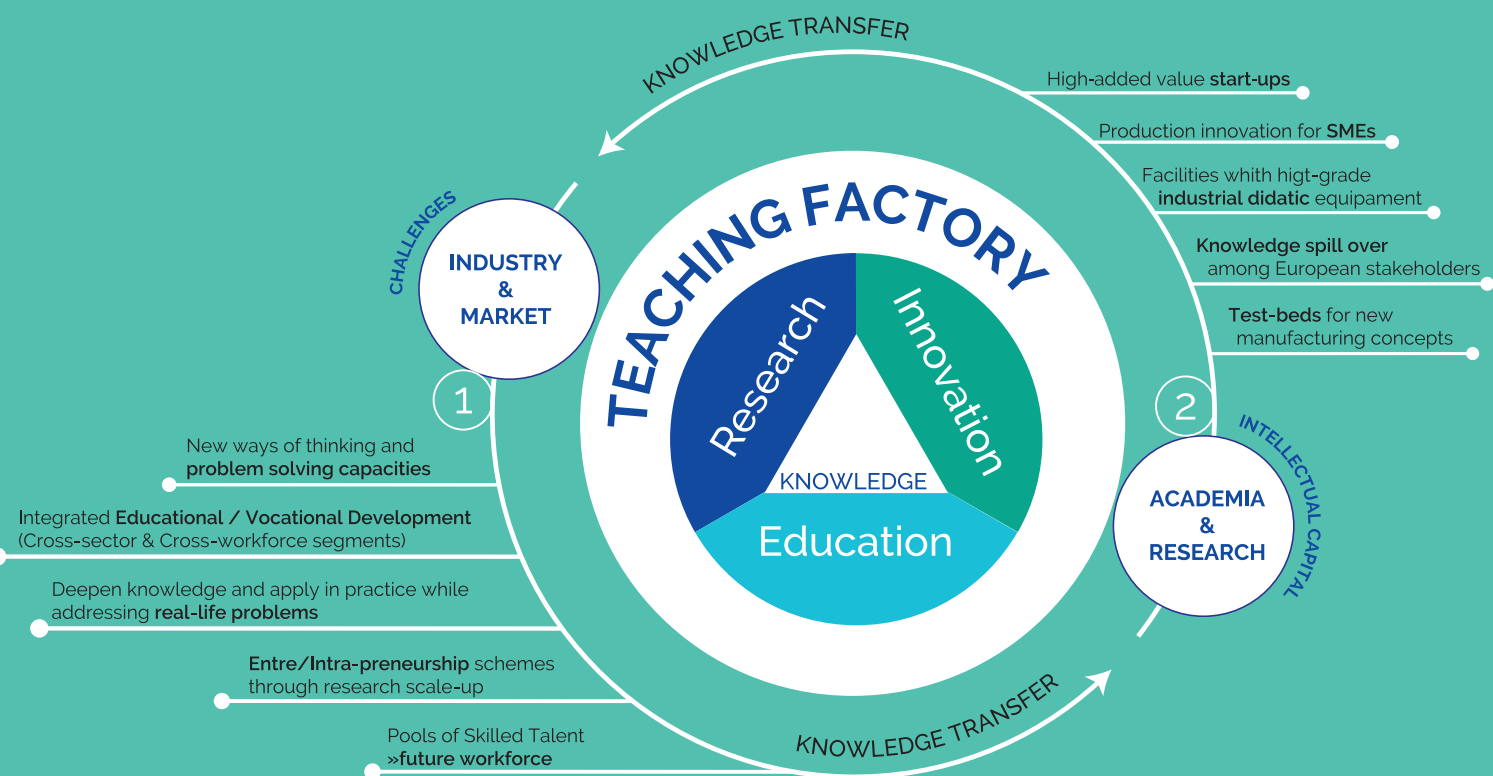 KNOWLEDGE TRANSFER
High-added value start-ups
Production innovation for SMEs
Facilities whith higt-grade
industrial didatic equipament
Knowledge spill over
among European stakeholders
Test-beds for new
manufacturing concepts
CHALLENGES
INDUSTRY
&
MARKET
1
TEACHING FACTORY
Research
Innovation
KNOWLEDGE
Education
2
INTELLECTUAL CAPITAL
ACADEMIA
&
RESEARCH
New ways of thinking and
problem solving capacities
Integrated Educational / Vocational Development
(Cross-sector & Cross-workforce segments)
Deepen knowledge and apply in practice while
addressing real-life problems
Entre/Intra-preneurship schemes
through research scale-up
Pools of Skilled Talent
»future workforce
KNOWLEDGE TRANSFER